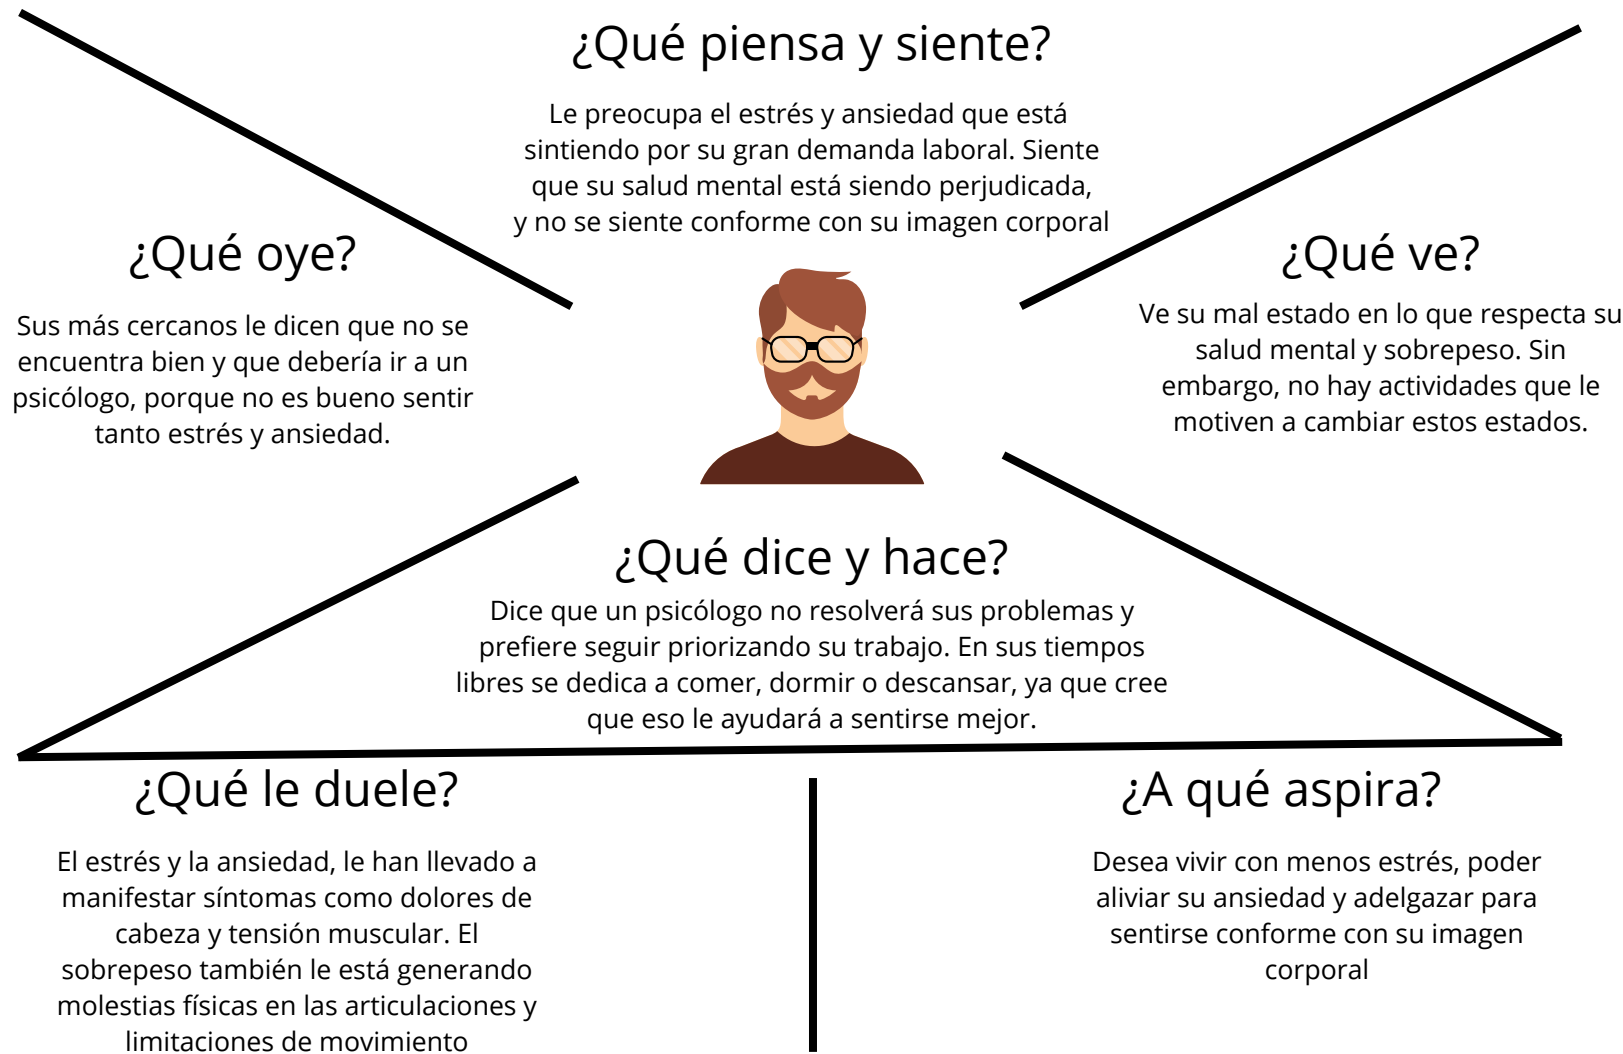 ¿Qué piensa y siente?
Le preocupa el estrés y ansiedad que está
sintiendo por su gran demanda laboral. Siente
que su salud mental está siendo perjudicada,
y no se siente conforme con su imagen corporal
¿Qué oye?
Sus más cercanos le dicen que no se
encuentra bien y que debería ir a un
psicólogo, porque no es bueno sentir
tanto estrés y ansiedad.
¿Qué ve?
Ve su mal estado en lo que respecta su
salud mental y sobrepeso. Sin
embargo, no hay actividades que le
motiven a cambiar estos estados.
¿Qué dice y hace?
Dice que un psicólogo no resolverá sus problemas y
prefiere seguir priorizando su trabajo. En sus tiempos
libres se dedica a comer, dormir o descansar, ya que cree
que eso le ayudará a sentirse mejor.
¿Qué le duele?
El estrés y la ansiedad, le han llevado a
manifestar síntomas como dolores de
cabeza y tensión muscular. El
sobrepeso también le está generando
molestias físicas en las articulaciones y
limitaciones de movimiento
¿A qué aspira?
Desea vivir con menos estrés, poder
aliviar su ansiedad y adelgazar para
sentirse conforme con su imagen
corporal